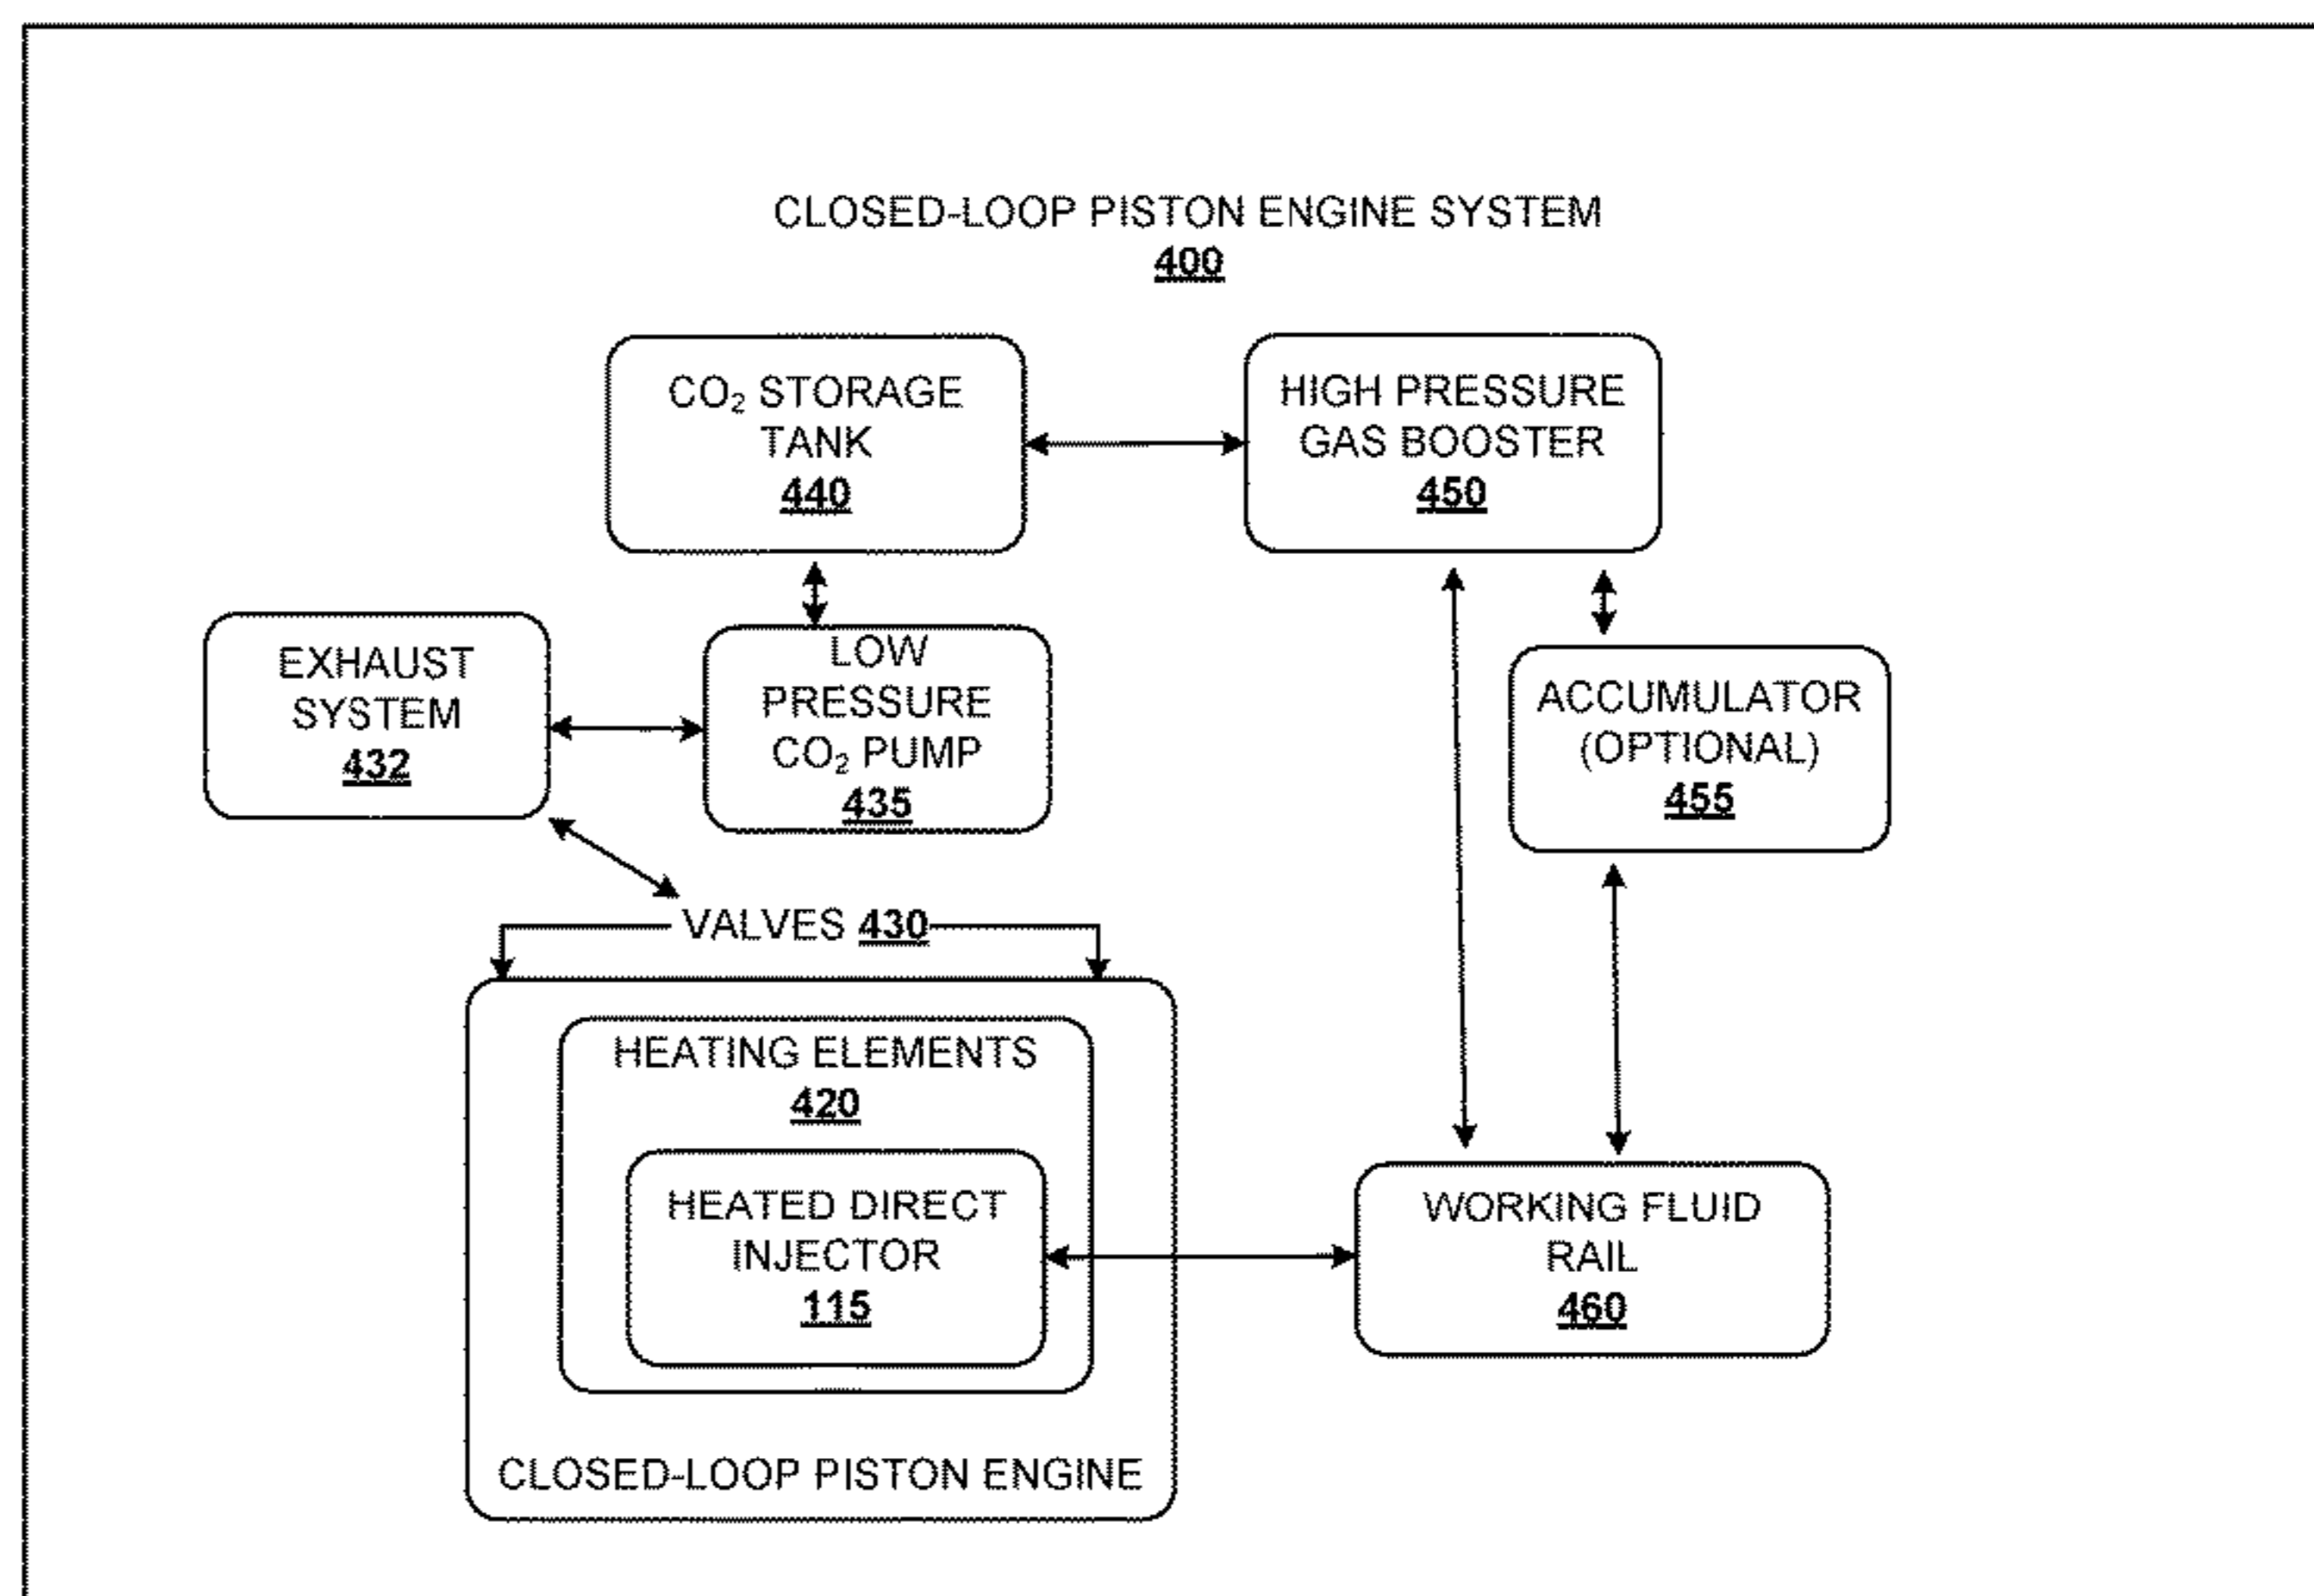 CLOSED-LOOP PISTON ENGINE SYSTEM
400
CO₂ STORAGE
TANK
440
HIGH PRESSURE
GAS BOOSTER
450
EXHAUST
SYSTEM
432
LOW
PRESSURE
CO₂ PUMP
435
ACCUMULATOR
(OPTIONAL)
455
VALVES 430
HEATING ELEMENTS
420
HEATED DIRECT
INJECTOR
115
WORKING FLUID
RAIL
460
CLOSED-LOOP PISTON ENGINE